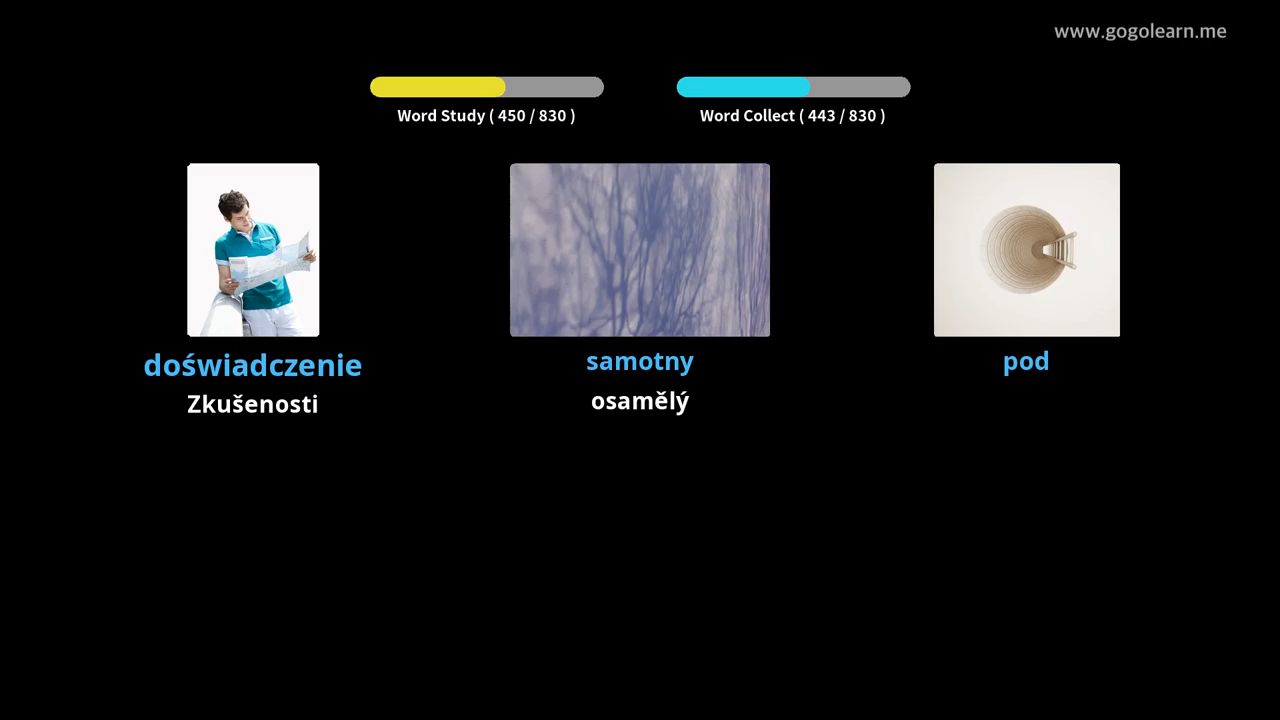 www.gogolearn.me
Word Study ( 450 / 830 )
Word Collect ( 443 / 830 )
doświadczenie
Zkušenosti
samotny
osamělý
pod